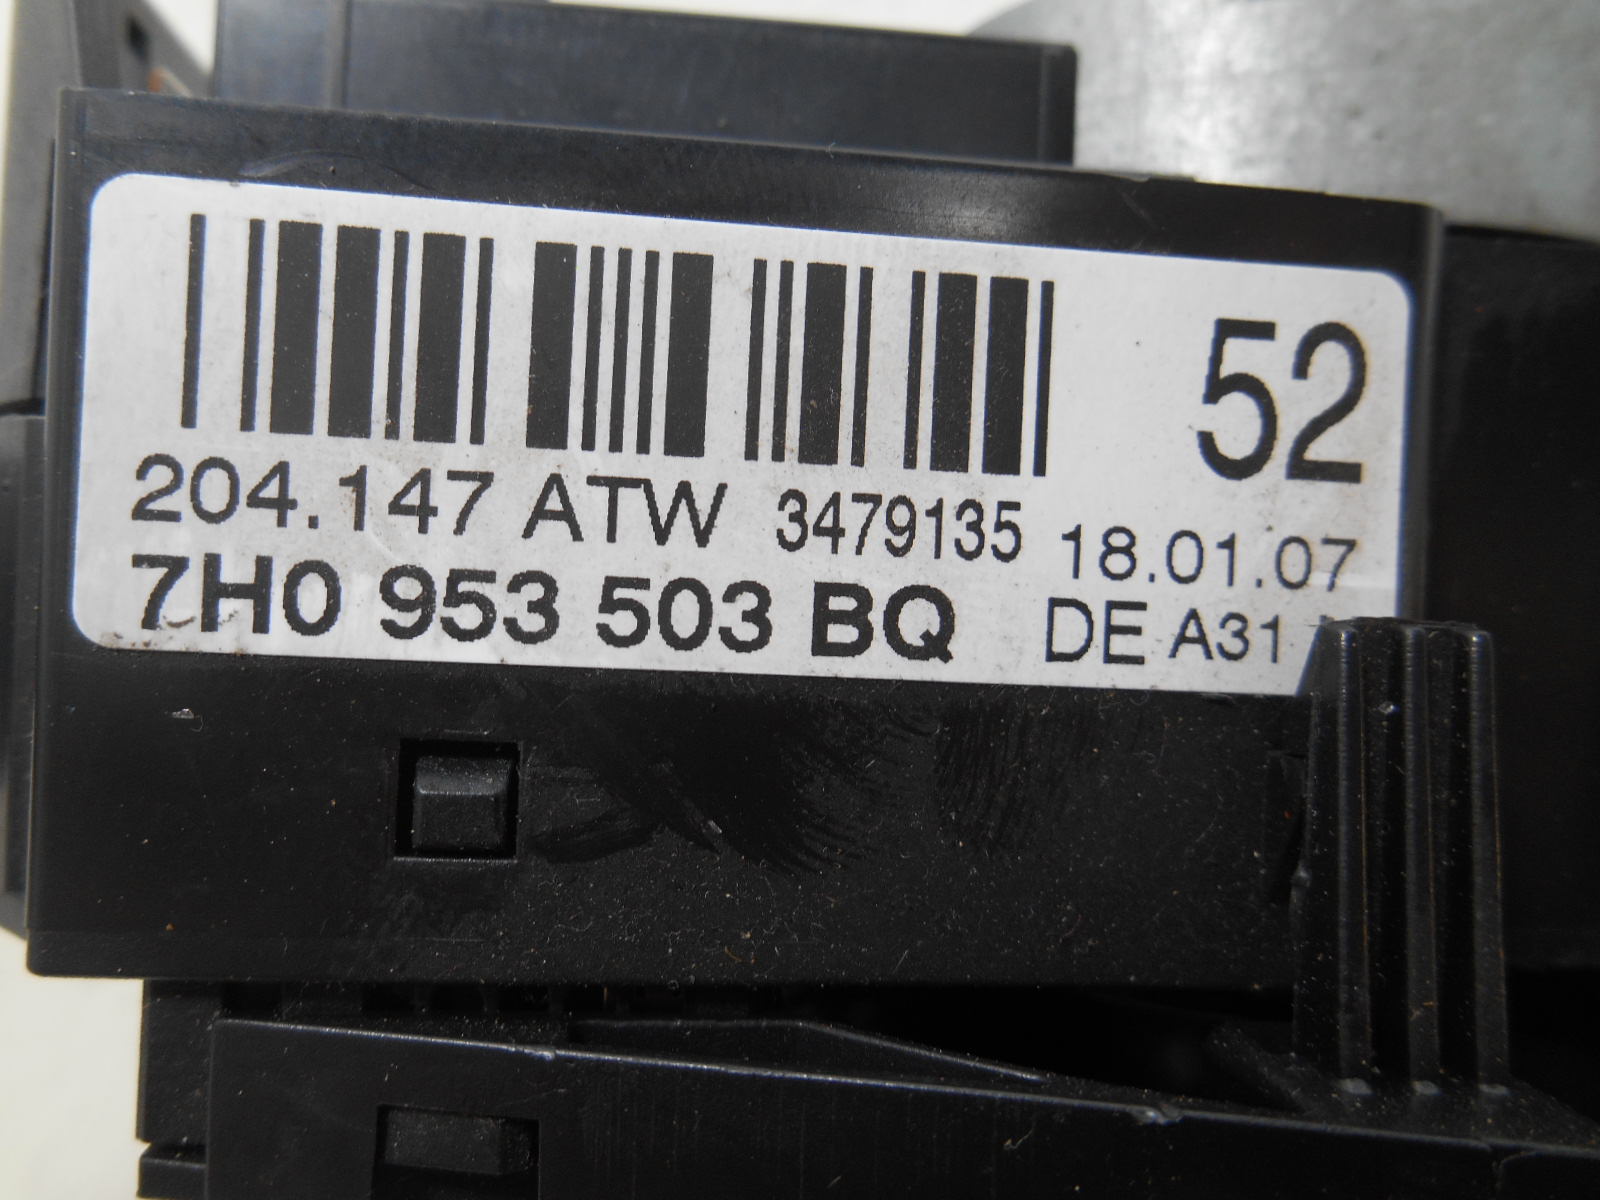 52
204.147 ATW 3479135 18.01.07
7H0 953 503 BQ DE A31